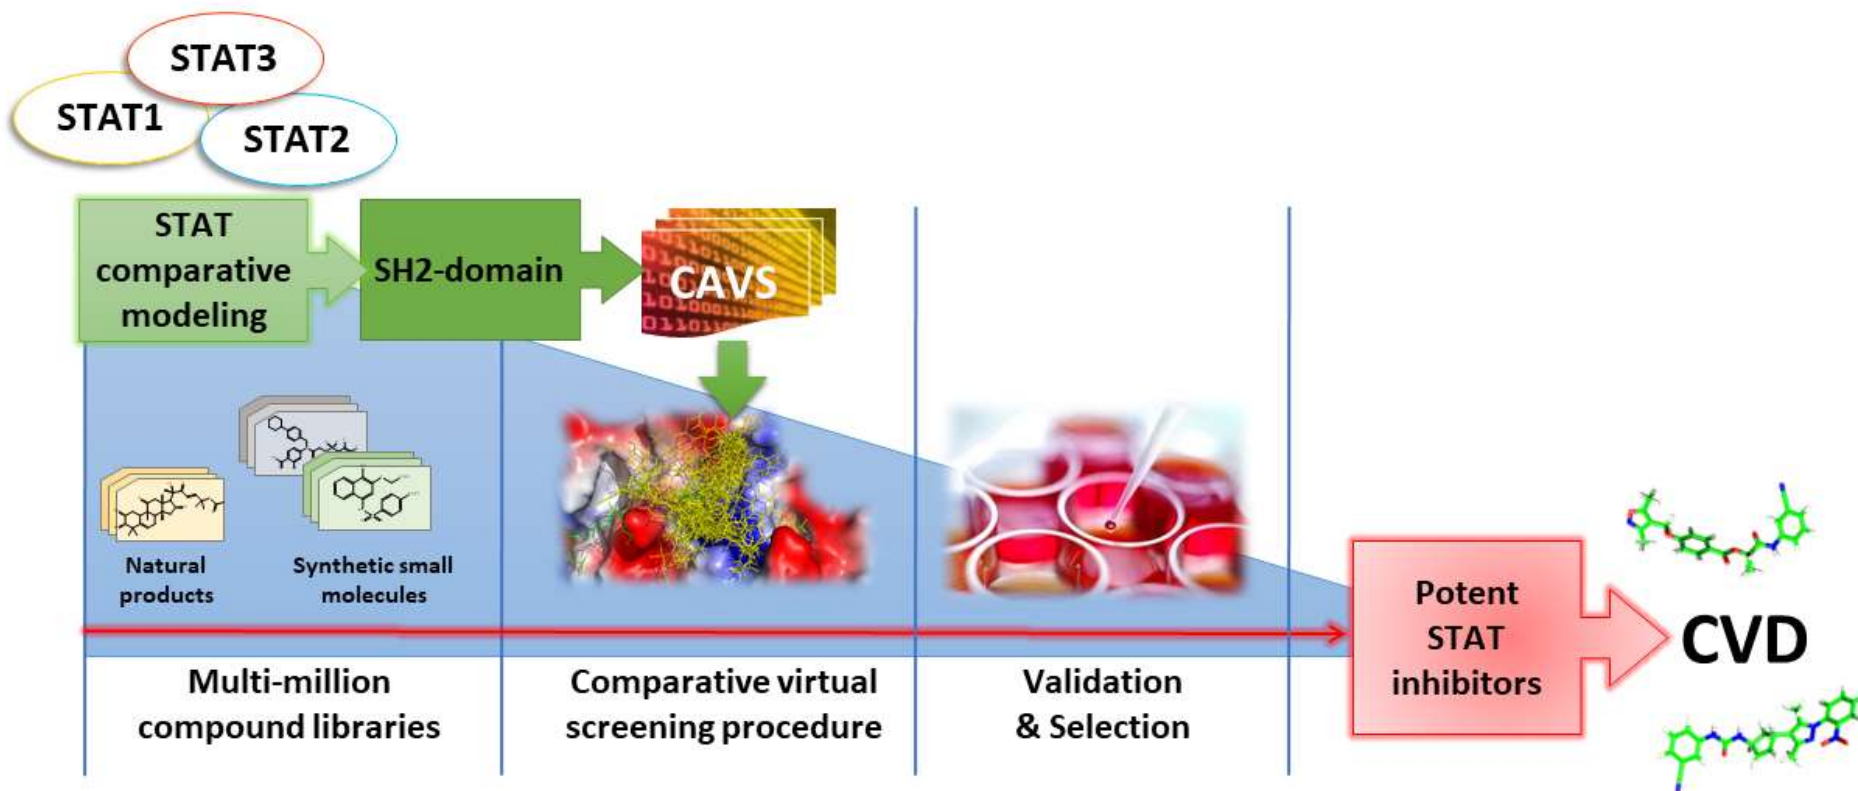 STAT3
STAT1
STAT2
STAT
comparative
modeling
SH2-domain
CAVS
Natural
products
Synthetic small
molecules
Potent
STAT
inhibitors
CVD
Multi-million
compound libraries
Comparative virtual
screening procedure
Validation
& Selection